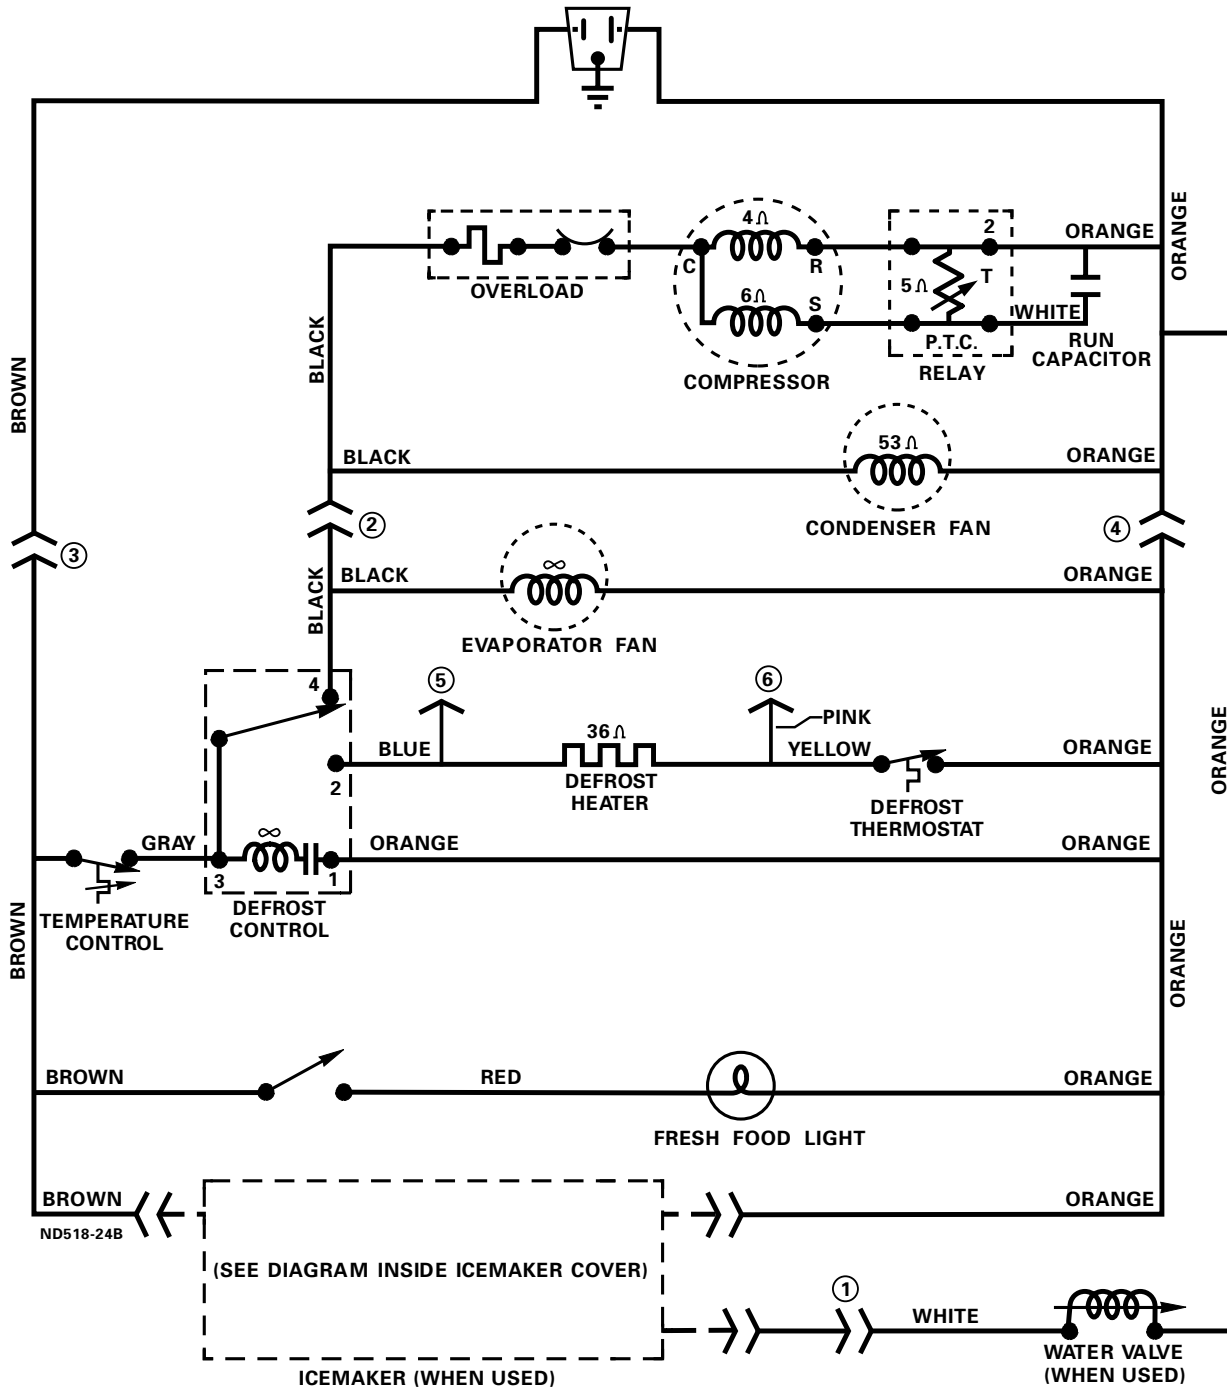 4Ω
2
ORANGE
ORANGE
C
R
OVERLOAD
5Ω
T
6Ω
S
WHITE
P.T.C.
RUN
CAPACITOR
RELAY
COMPRESSOR
BLACK
BROWN
BLACK
53Ω
ORANGE
CONDENSER FAN
2
4
3
BLACK
∞
ORANGE
BLACK
EVAPORATOR FAN
4
5
6
PINK
BLUE
36Ω
YELLOW
ORANGE
ORANGE
2
DEFROST
HEATER
DEFROST
THERMOSTAT
GRAY
∞
ORANGE
ORANGE
3
1
TEMPERATURE
CONTROL
DEFROST
CONTROL
BROWN
ORANGE
BROWN
RED
ORANGE
FRESH FOOD LIGHT
BROWN
ORANGE
ND518-24B
(SEE DIAGRAM INSIDE ICEMAKER COVER)
1
WHITE
WATER VALVE
(WHEN USED)
ICEMAKER (WHEN USED)